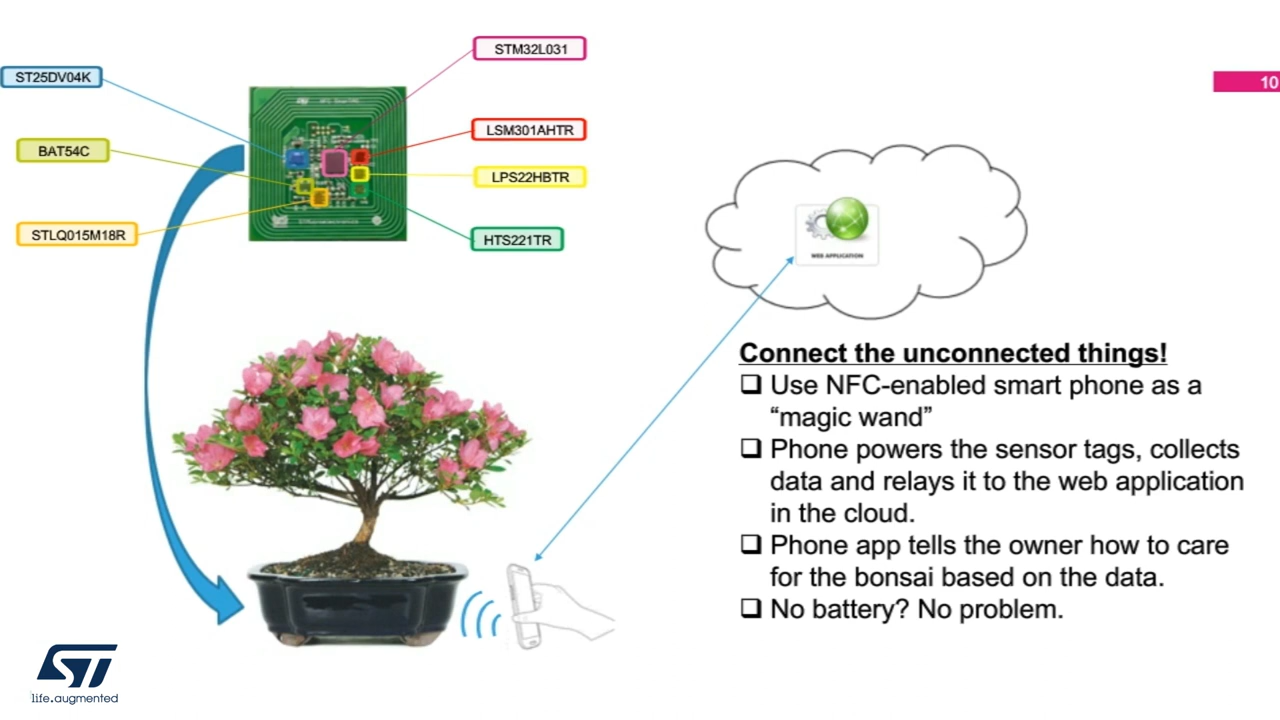 STM32L031
ST25DV04K
10
LSM301AHTR
BAT54C
LPS22HBTR
STLQ015M18R
HTS221TR
WEB APPLICATION
Connect the unconnected things!
❑ Use NFC-enabled smart phone as a
“magic wand”
❑ Phone powers the sensor tags, collects
data and relays it to the web application
in the cloud.
❑ Phone app tells the owner how to care
for the bonsai based on the data.
❑ No battery? No problem.
ST
life.augmented